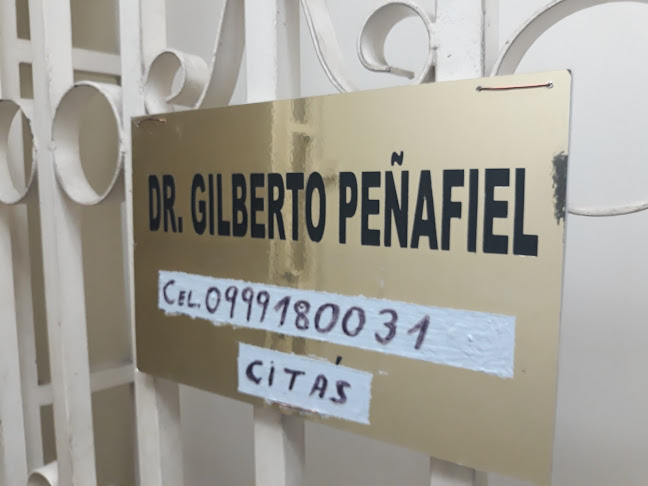 DR. GILBERTO PEÑAFIEL
CEL. 0999180031
CiTAS